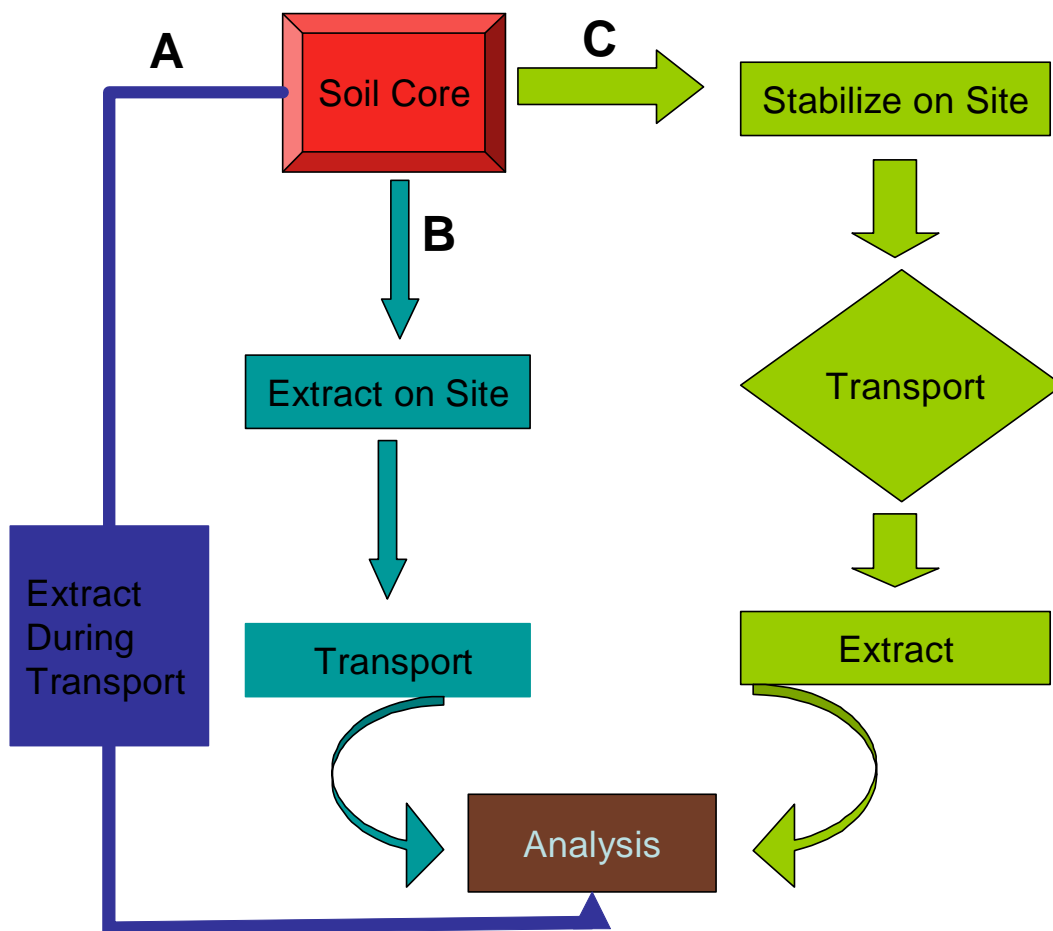 A
Soil Core
C
Stabilize on Site
B
Extract on Site
Transport
Extract
During
Transport
Transport
Extract
Analysis